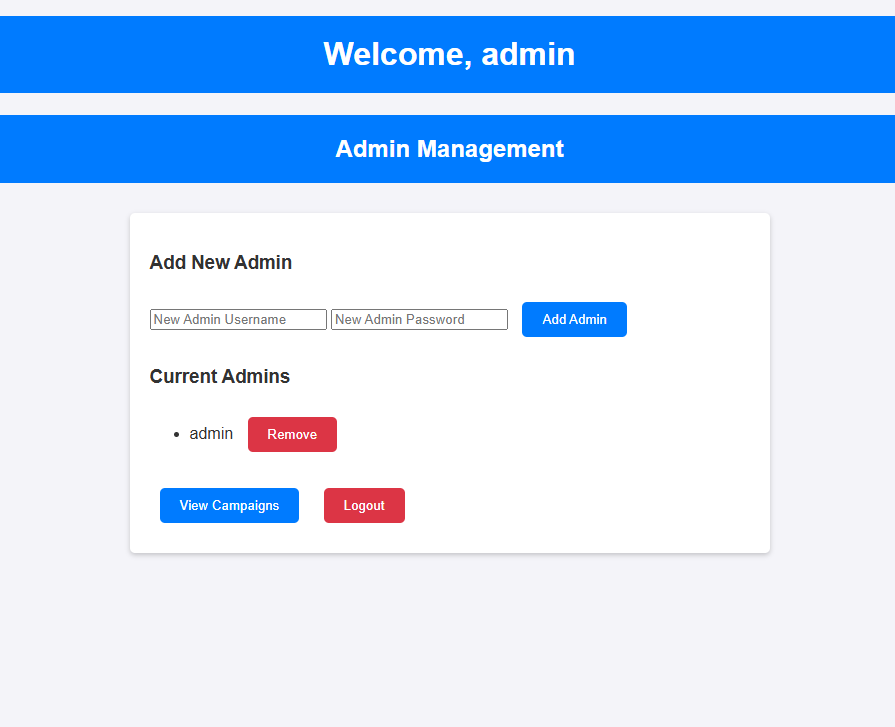 Welcome, admin
Admin Management
Add New Admin
New Admin Username New Admin Password Add Admin
Current Admins
admin Remove
View Campaigns Logout